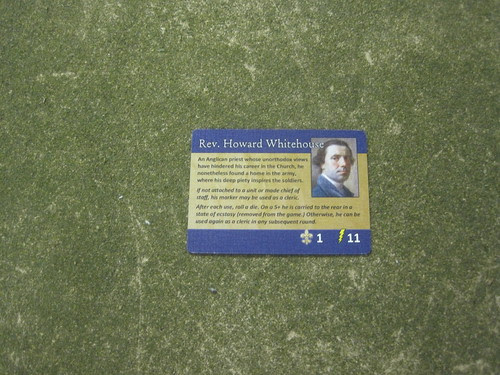 Rev. Howard Whitehouse
An Anglican priest whose unorthodox views
have hindered his career in the Church, he
nonetheless found a home in the army,
where his deep piety inspires the soldiers.
If not attached to a unit or made chief of
staff, his marker may be used as a cleric.
After each use, roll a die. On a 5+ he is carried to the rear in a
state of ecstasy (removed from the game.) Otherwise, he can be
used again as a cleric in any subsequent round.
1 11